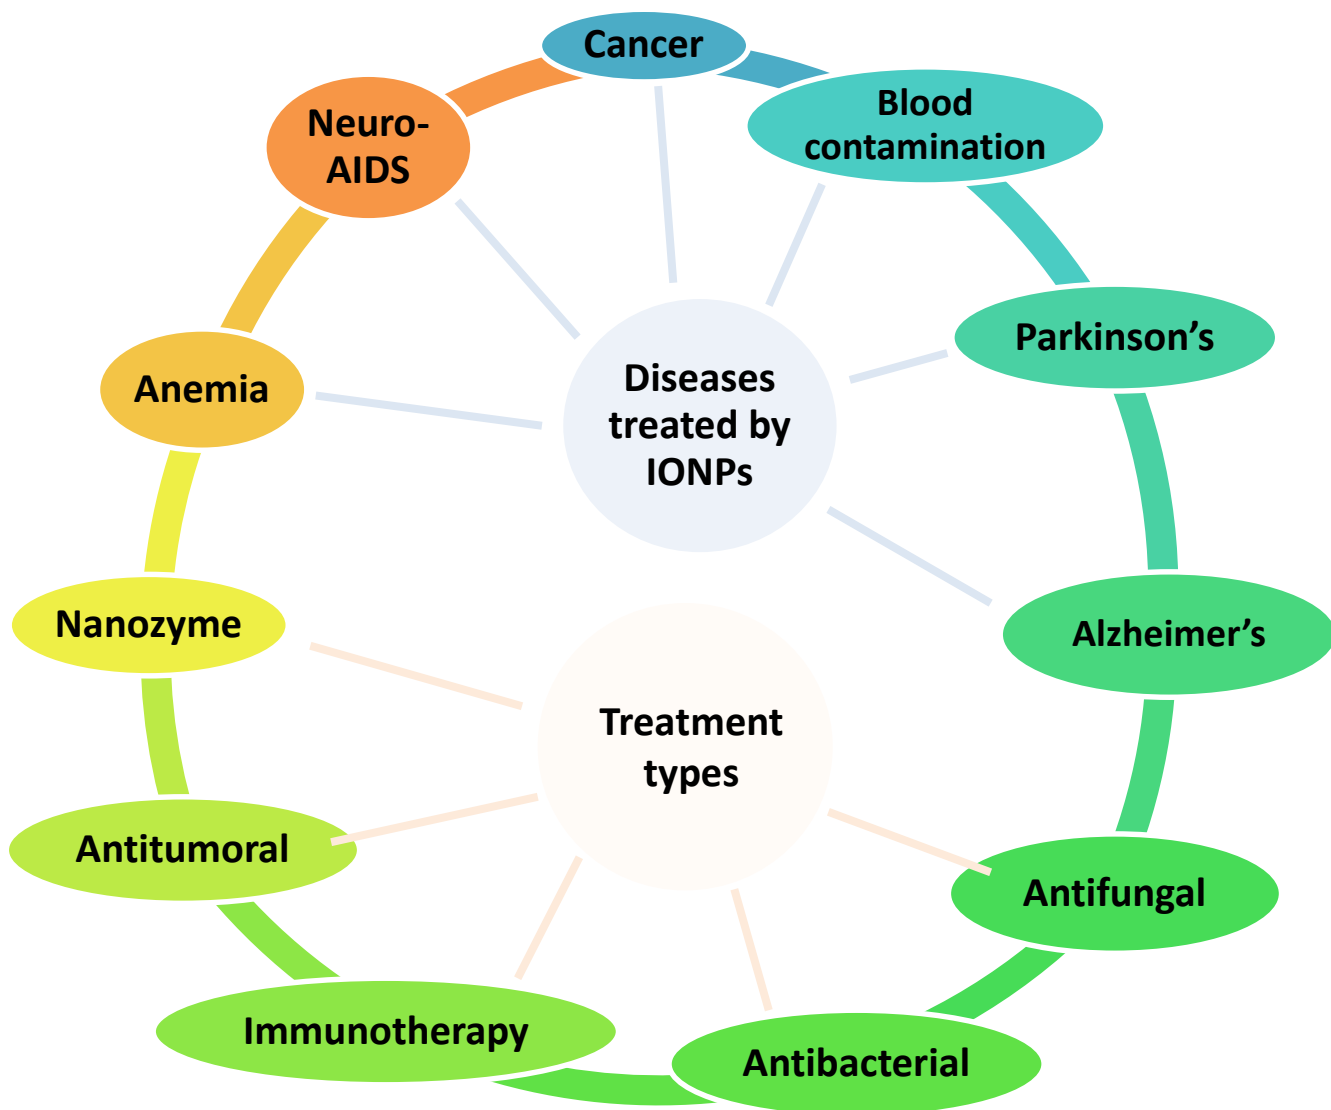 Cancer
Blood
contamination
Neuro-
AIDS
Parkinson’s
Anemia
Diseases
treated by
IONPs
Nanozyme
Alzheimer’s
Treatment
types
Antitumoral
Antifungal
Immunotherapy
Antibacterial